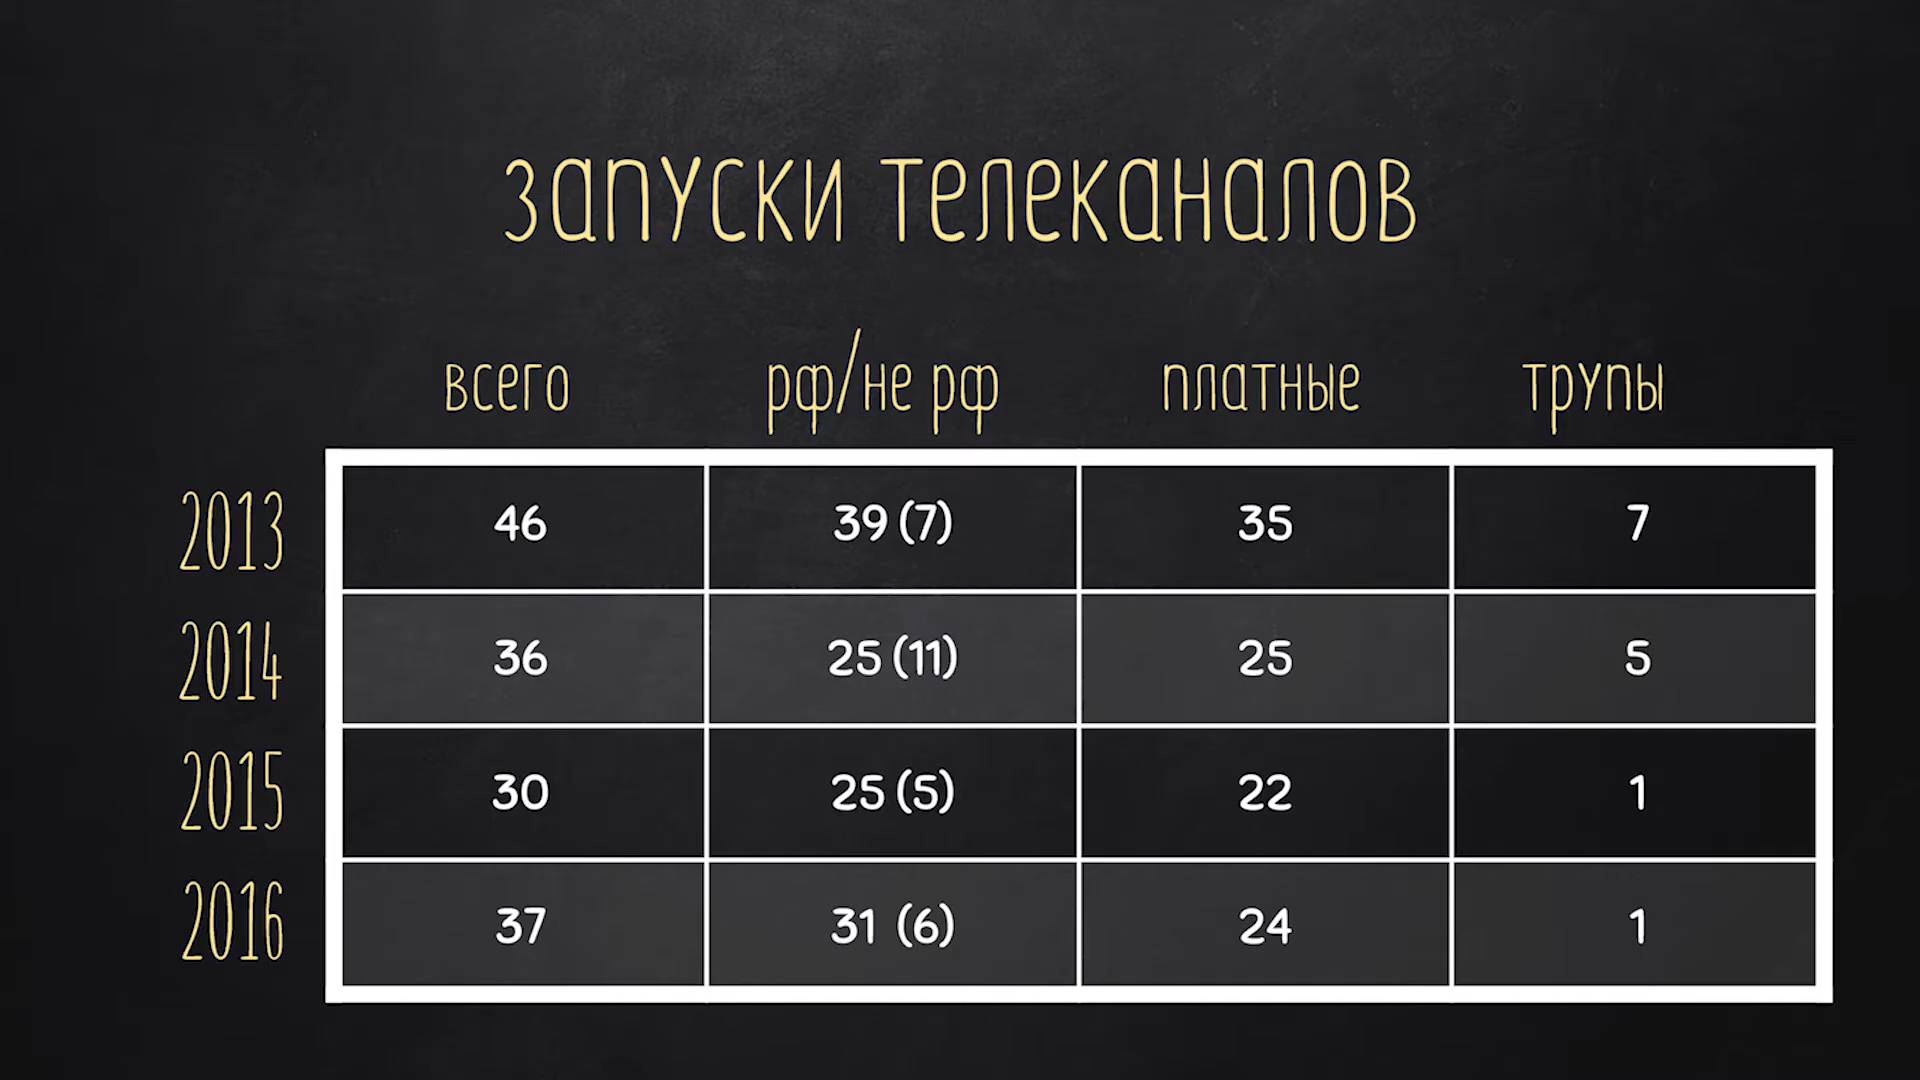 запуски телеканалов
всего рф/не рф платные трупы
2013 46 39 (7) 35 7
2014 36 25 (11) 25 5
2015 30 25 (5) 22 1
2016 37 31 (6) 24 1